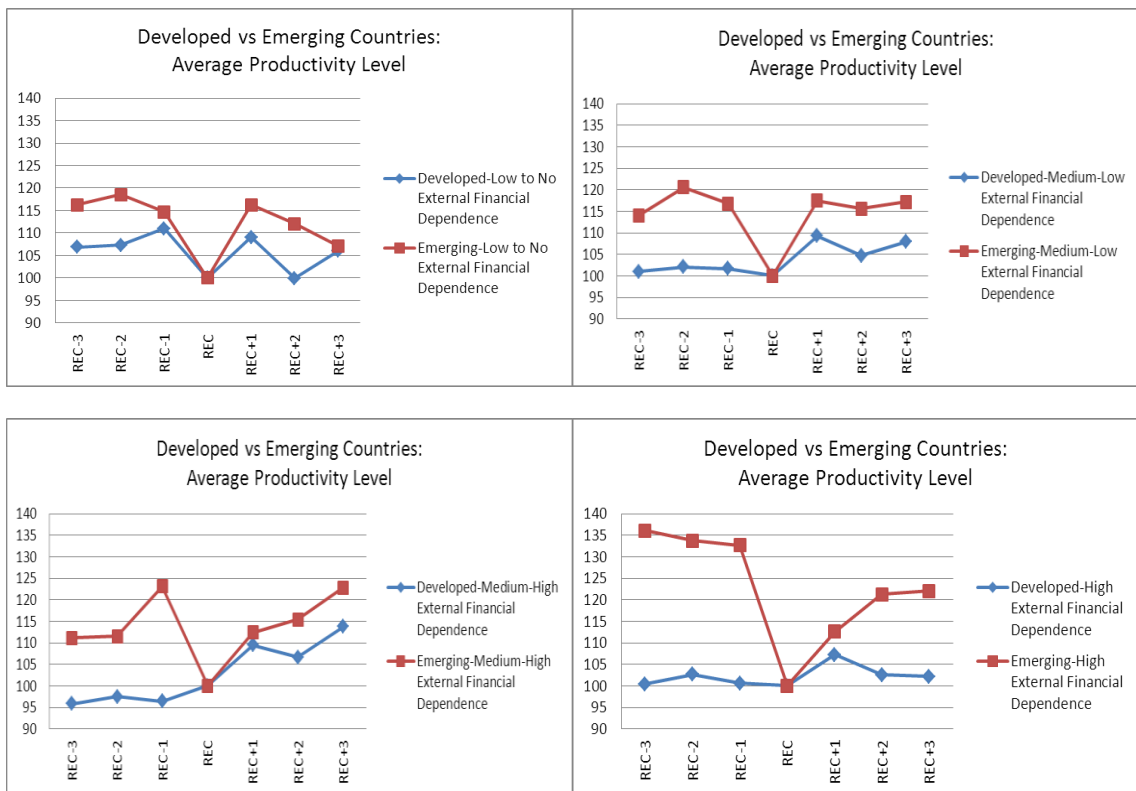 Developed vs Emerging Countries:
Average Productivity Level
140
135
130
125
120
115
110
105
100
95
90
REC-3
REC-2
REC-1
REC
REC+1
REC+2
REC+3
Developed-Low to No
External Financial
Dependence
Emerging-Low to No
External Financial
Dependence
Developed vs Emerging Countries:
Average Productivity Level
140
135
130
125
120
115
110
105
100
95
90
REC-3
REC-2
REC-1
REC
REC+1
REC+2
REC+3
Developed-Medium-Low
External Financial
Dependence
Emerging-Medium-Low
External Financial
Dependence
Developed vs Emerging Countries:
Average Productivity Level
140
135
130
125
120
115
110
105
100
95
90
REC-3
REC-2
REC-1
REC
REC+1
REC+2
REC+3
Developed-Medium-High
External Financial
Dependence
Emerging-Medium-High
External Financial
Dependence
Developed vs Emerging Countries:
Average Productivity Level
140
135
130
125
120
115
110
105
100
95
90
REC-3
REC-2
REC-1
REC
REC+1
REC+2
REC+3
Developed-High
External Financial
Dependence
Emerging-High
External Financial
Dependence